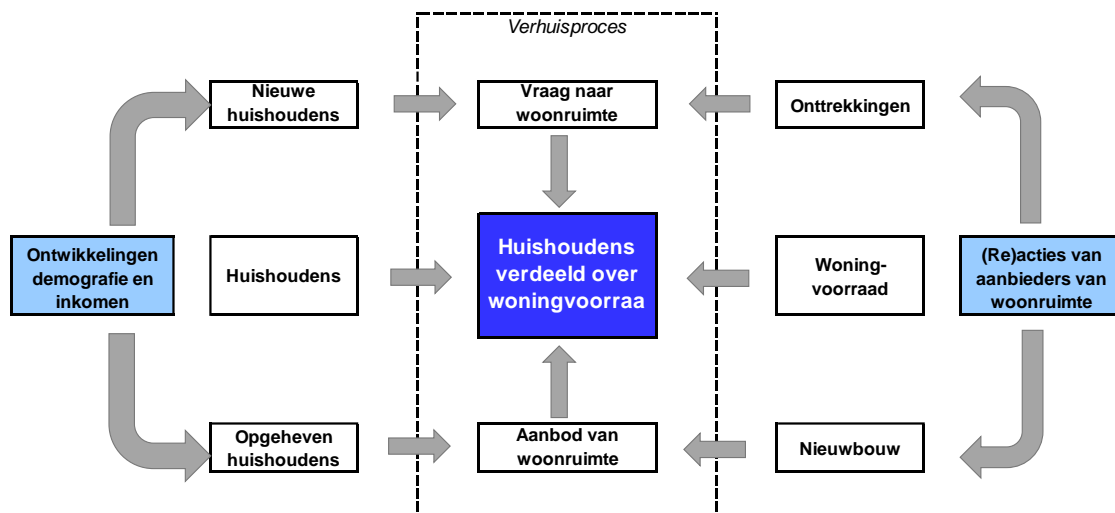 Verhuisproces
Nieuwe
huishoudens
Vraag naar
woonruimte
Onttrekkingen
Ontwikkelingen
demografie en
inkomen
Huishoudens
Huishoudens
verdeeld over
woningvoorraa
Woning-
voorraad
(Re)acties van
aanbieders van
woonruimte
Opgeheven
huishoudens
Aanbod van
woonruimte
Nieuwbouw